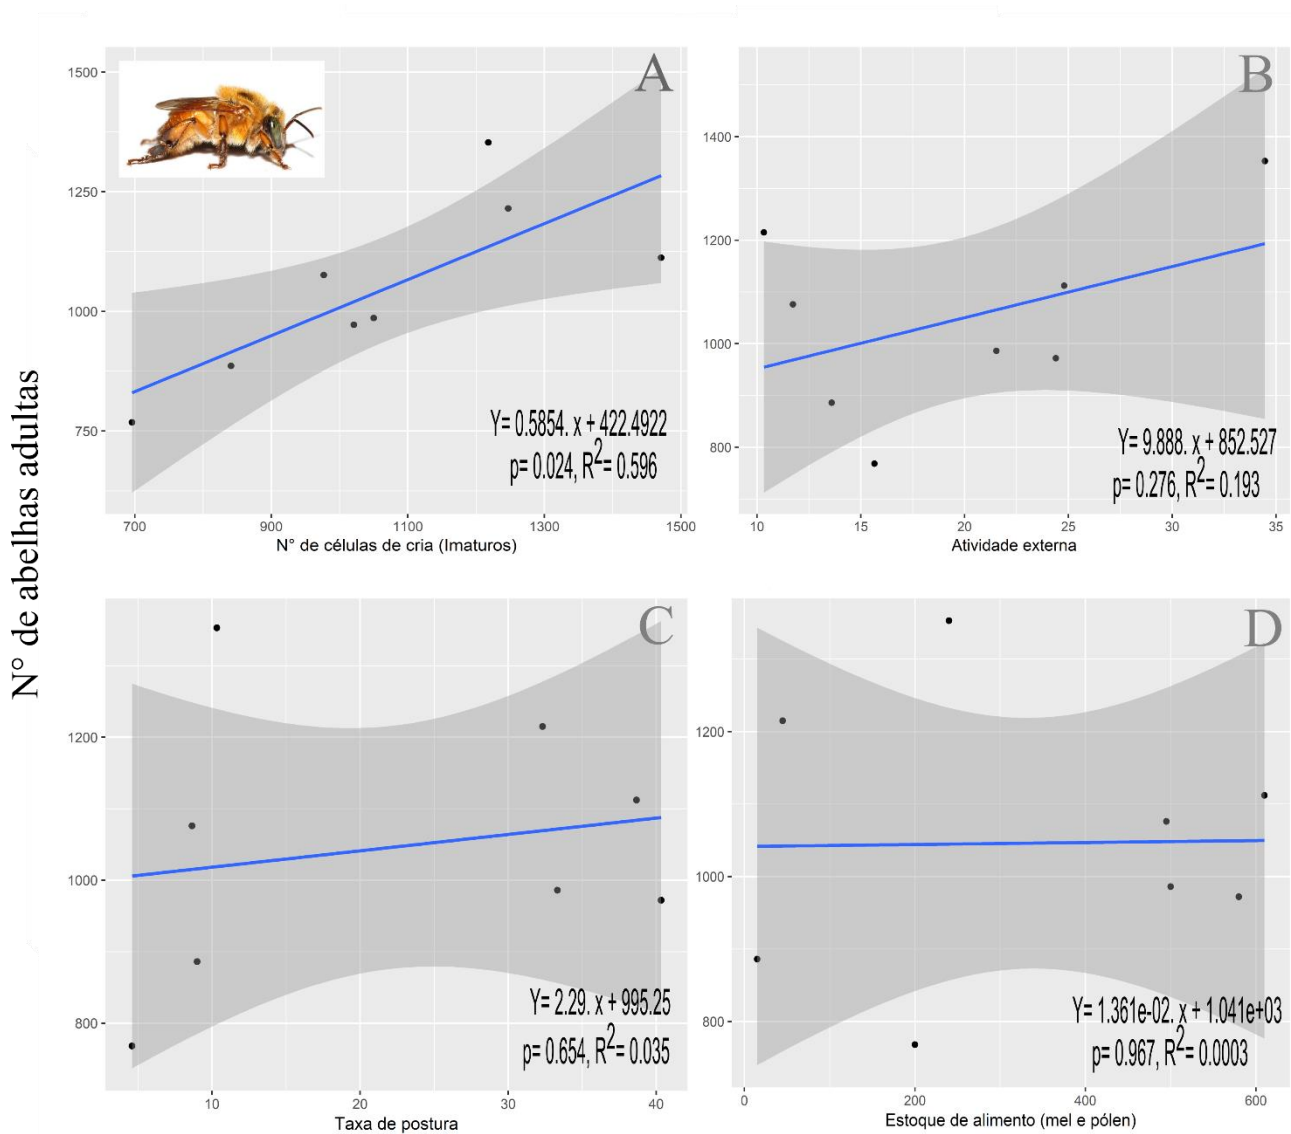 N° de abelhas adultas
A
1500
1250
1000
750
Y= 0.5854. x + 422.4922
p= 0.024, R2= 0.596
700 900 1100 1300 1500
N° de células de cria (Imaturos)
B
1400
1200
1000
800
Y= 9.888. x + 852.527
p= 0.276, R2= 0.193
10 15 20 25 30 35
Atividade externa
C
1200
1000
800
Y= 2.29. x + 995.25
p= 0.654, R2= 0.035
10 20 30 40
Taxa de postura
D
1200
1000
800
Y= 1.361e-02. x + 1.041e+03
p= 0.967, R2= 0.0003
0 200 400 600
Estoque de alimento (mel e pólen)